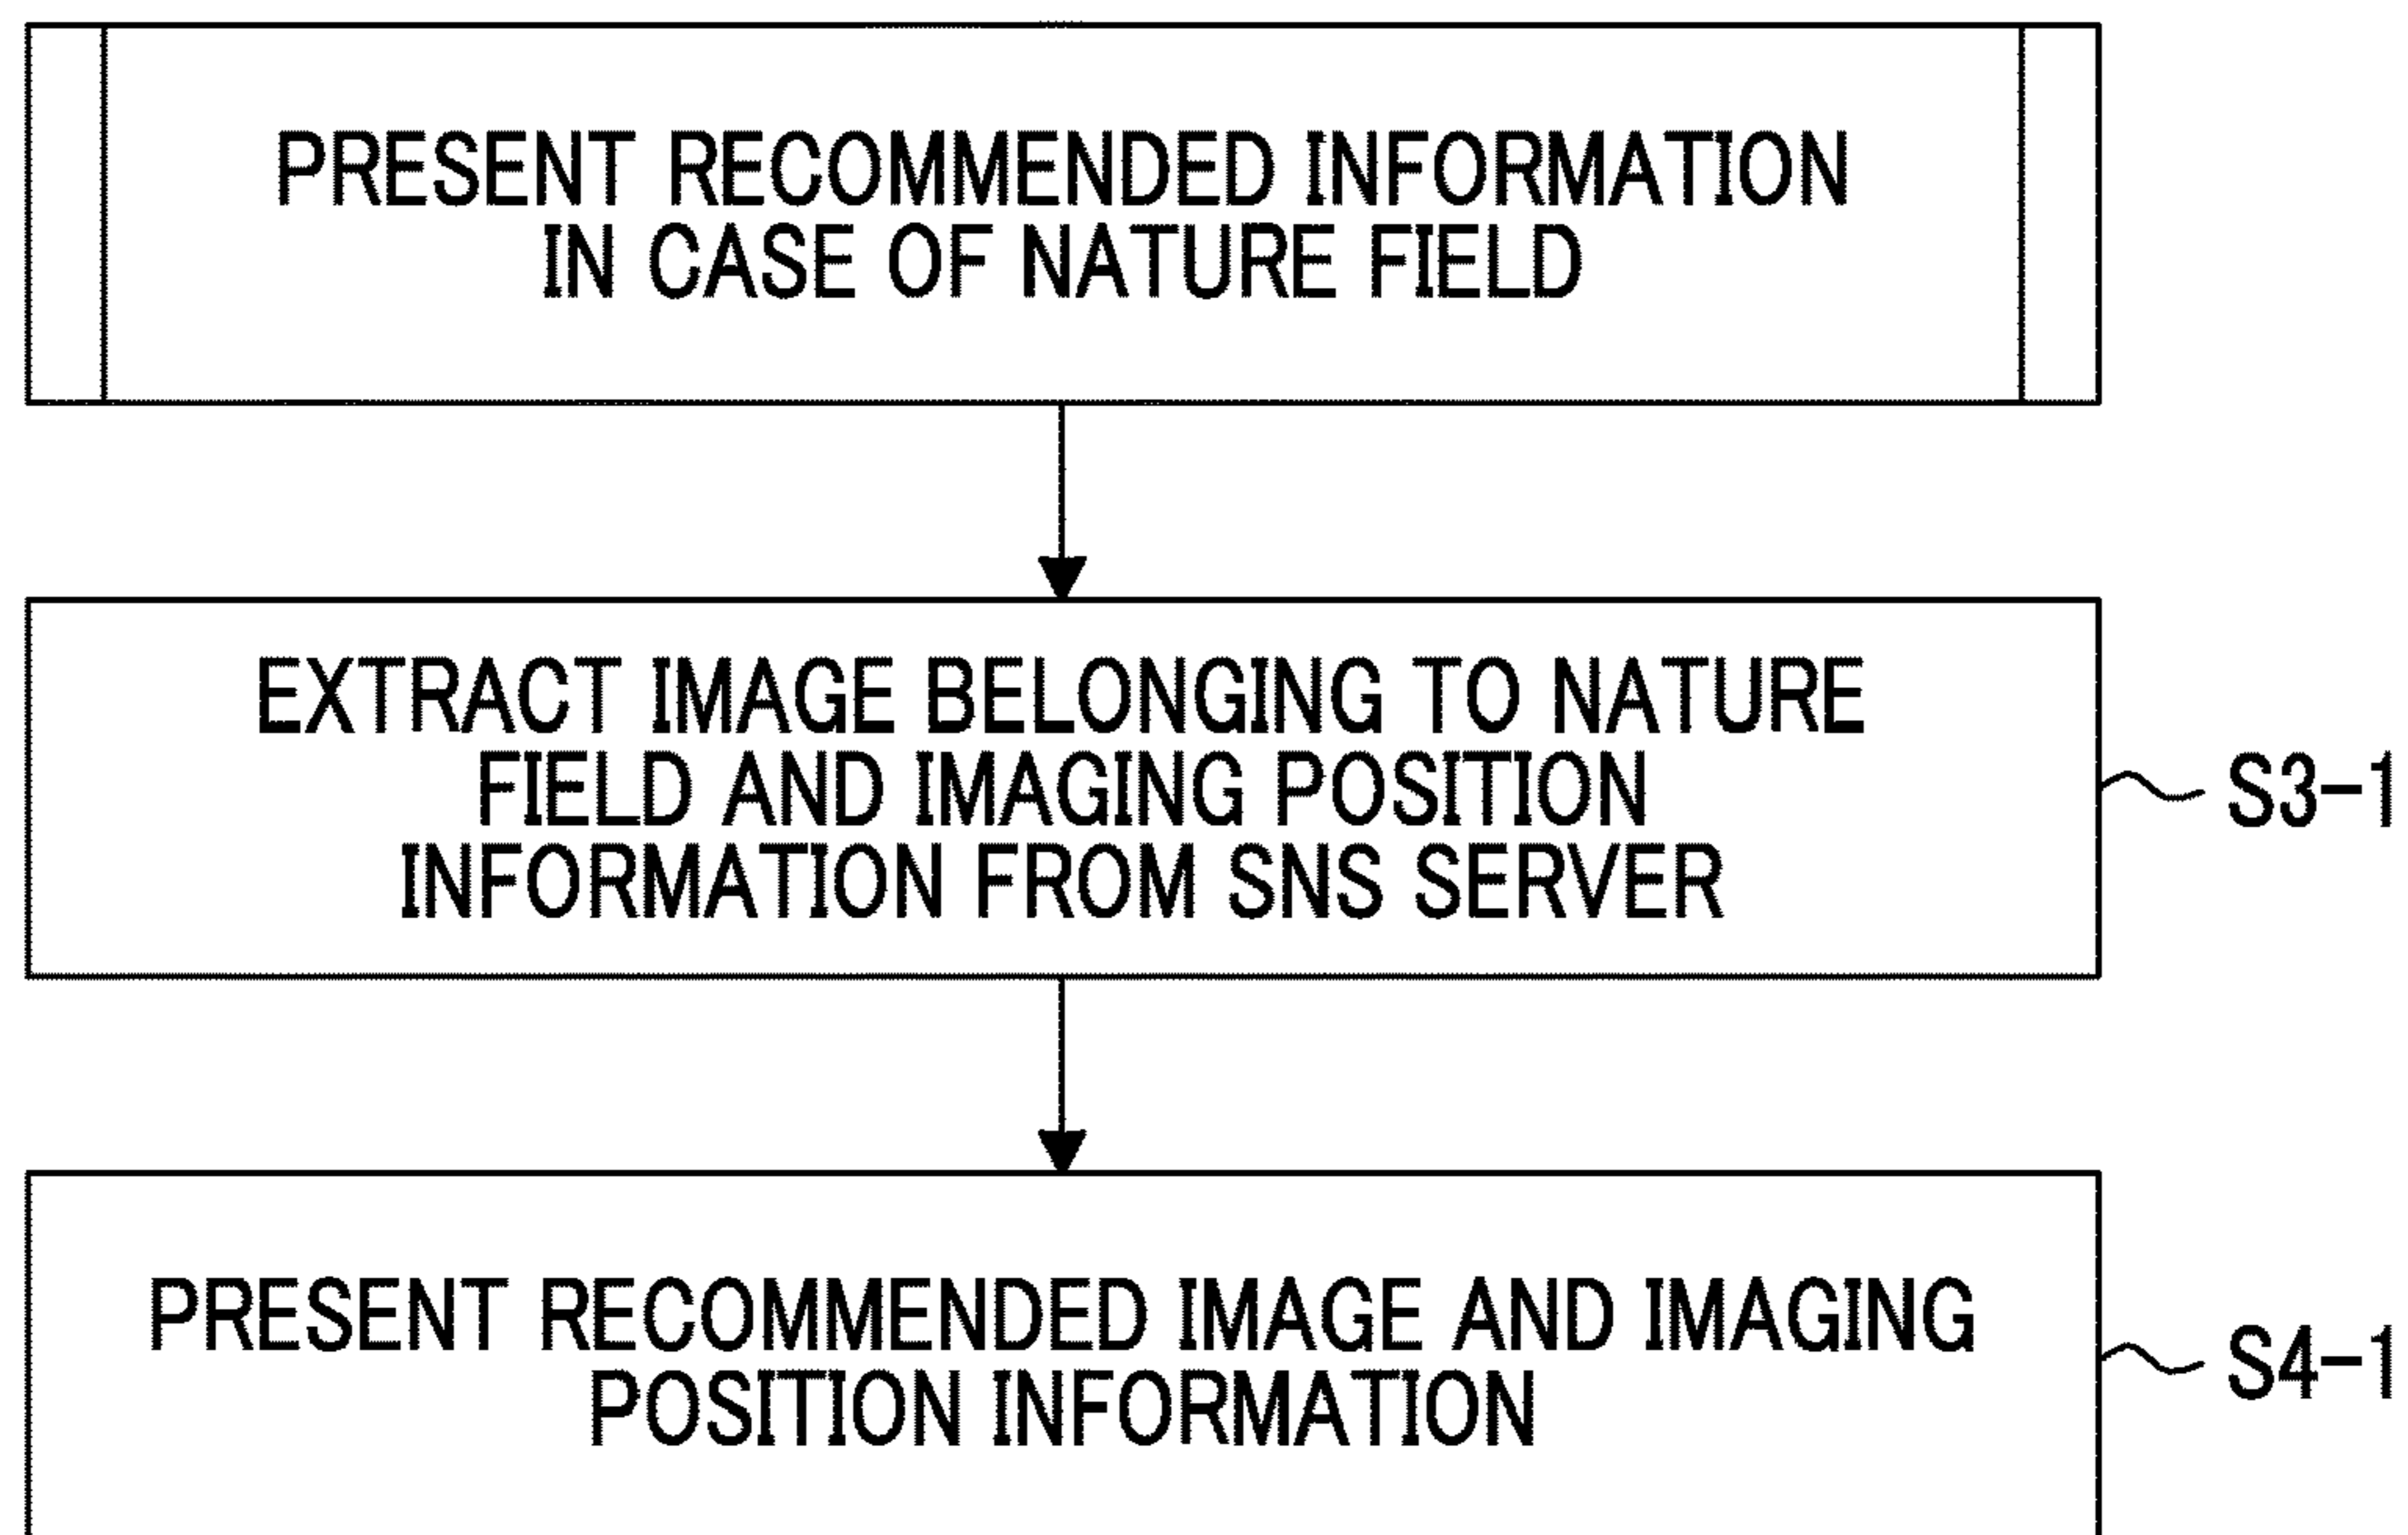 PRESENT RECOMMENDED INFORMATION
IN CASE OF NATURE FIELD
EXTRACT IMAGE BELONGING TO NATURE
FIELD AND IMAGING POSITION
INFORMATION FROM SNS SERVER
S3-1
PRESENT RECOMMENDED IMAGE AND IMAGING
POSITION INFORMATION
S4-1